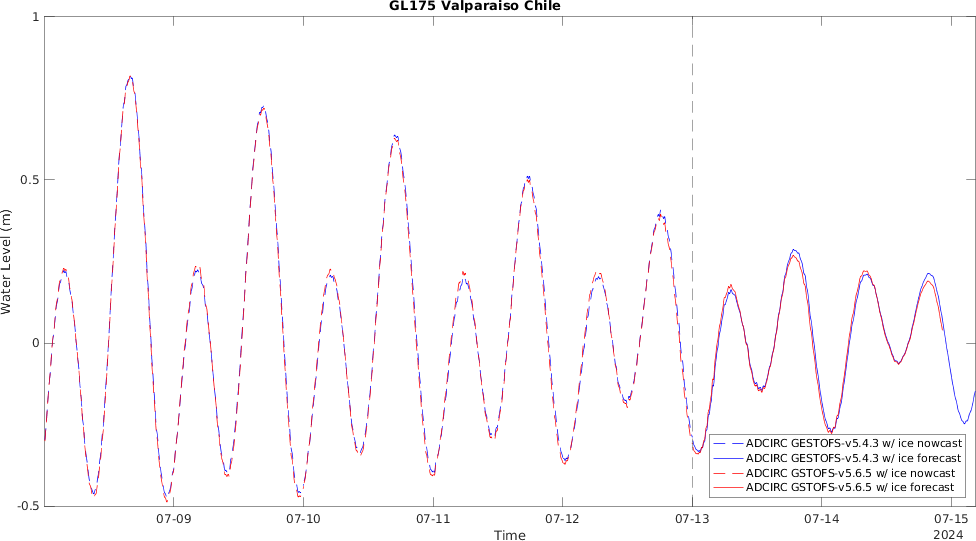 GL175 Valparaiso Chile
1
0.5
0
-0.5
Water Level (m)
07-09
07-10
07-11
07-12
07-13
07-14
07-15
2024
Time
ADCIRC GESTOFS-v5.4.3 w/ ice nowcast
ADCIRC GESTOFS-v5.4.3 w/ ice forecast
ADCIRC GSTOFS-v5.6.5 w/ ice nowcast
ADCIRC GSTOFS-v5.6.5 w/ ice forecast